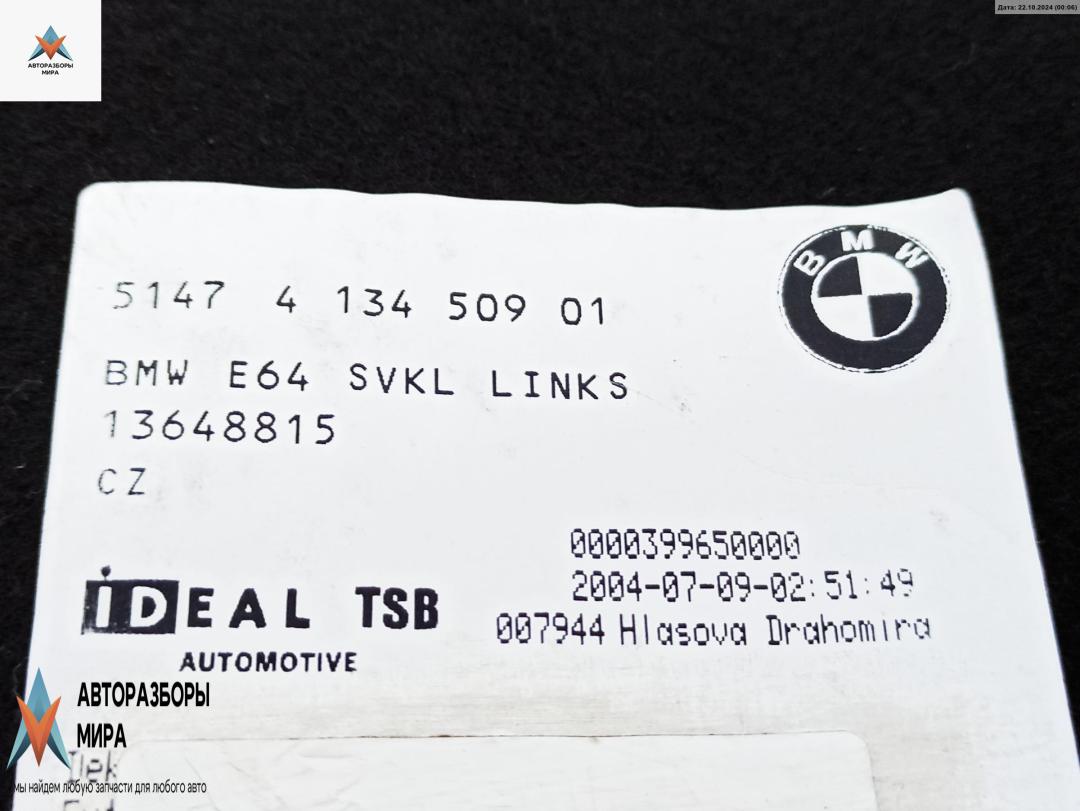 Дата: 22.10.2024 (00:06)
АВТОРАЗБОРЫ
МИРА
BMW
5147 4 134 509 01
BMW E64 SVKL LINKS
13648815
CZ
0000399650000
2004-07-09-02:51:49
007944 Hlasova Drahomira
iDEAL TSB
AUTOMOTIVE
АВТОРАЗБОРЫ
МИРА
мы найдем любую запчасти для любого авто